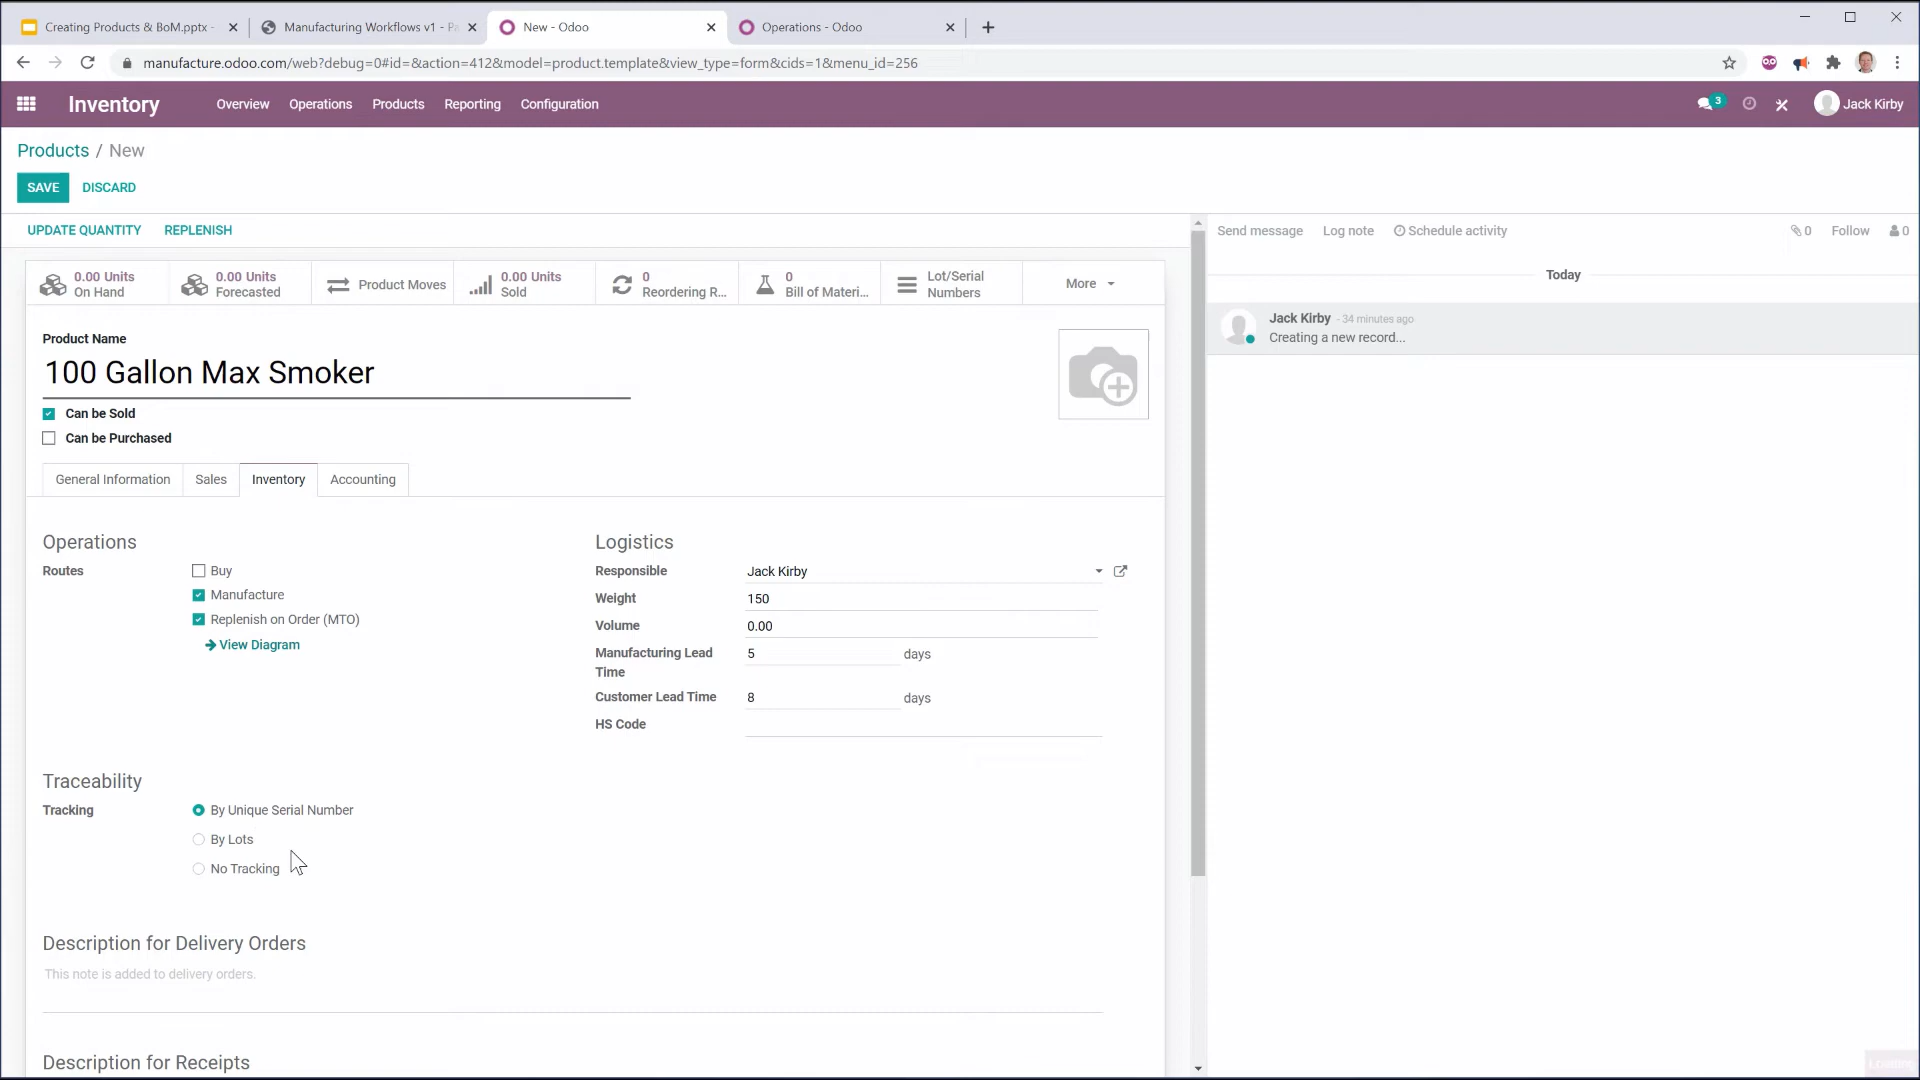 Creating Products & BoM.pptx -
Manufacturing Workflows v1 - Pa
New - Odoo
Operations - Odoo
manufacture.odoo.com/web?debug=0#id=&action=412&model=product.template&view_type=form&cids=1&menu_id=256
Inventory
Overview
Operations
Products
Reporting
Configuration
3
Jack Kirby
Products / New
SAVE
DISCARD
UPDATE QUANTITY
REPLENISH
Send message
Log note
Schedule activity
0
Follow
0
0.00 Units
On Hand
0.00 Units
Forecasted
Product Moves
0.00 Units
Sold
0
Reordering R...
0
Bill of Materi...
Lot/Serial
Numbers
More
Today
Jack Kirby - 34 minutes ago
Creating a new record...
Product Name
100 Gallon Max Smoker
Can be Sold
Can be Purchased
General Information
Sales
Inventory
Accounting
Operations
Routes
Buy
Manufacture
Replenish on Order (MTO)
View Diagram
Logistics
Responsible
Jack Kirby
Weight
150
Volume
0.00
Manufacturing Lead
Time
5
days
Customer Lead Time
8
days
HS Code
Traceability
Tracking
By Unique Serial Number
By Lots
No Tracking
Description for Delivery Orders
This note is added to delivery orders.
Description for Receipts